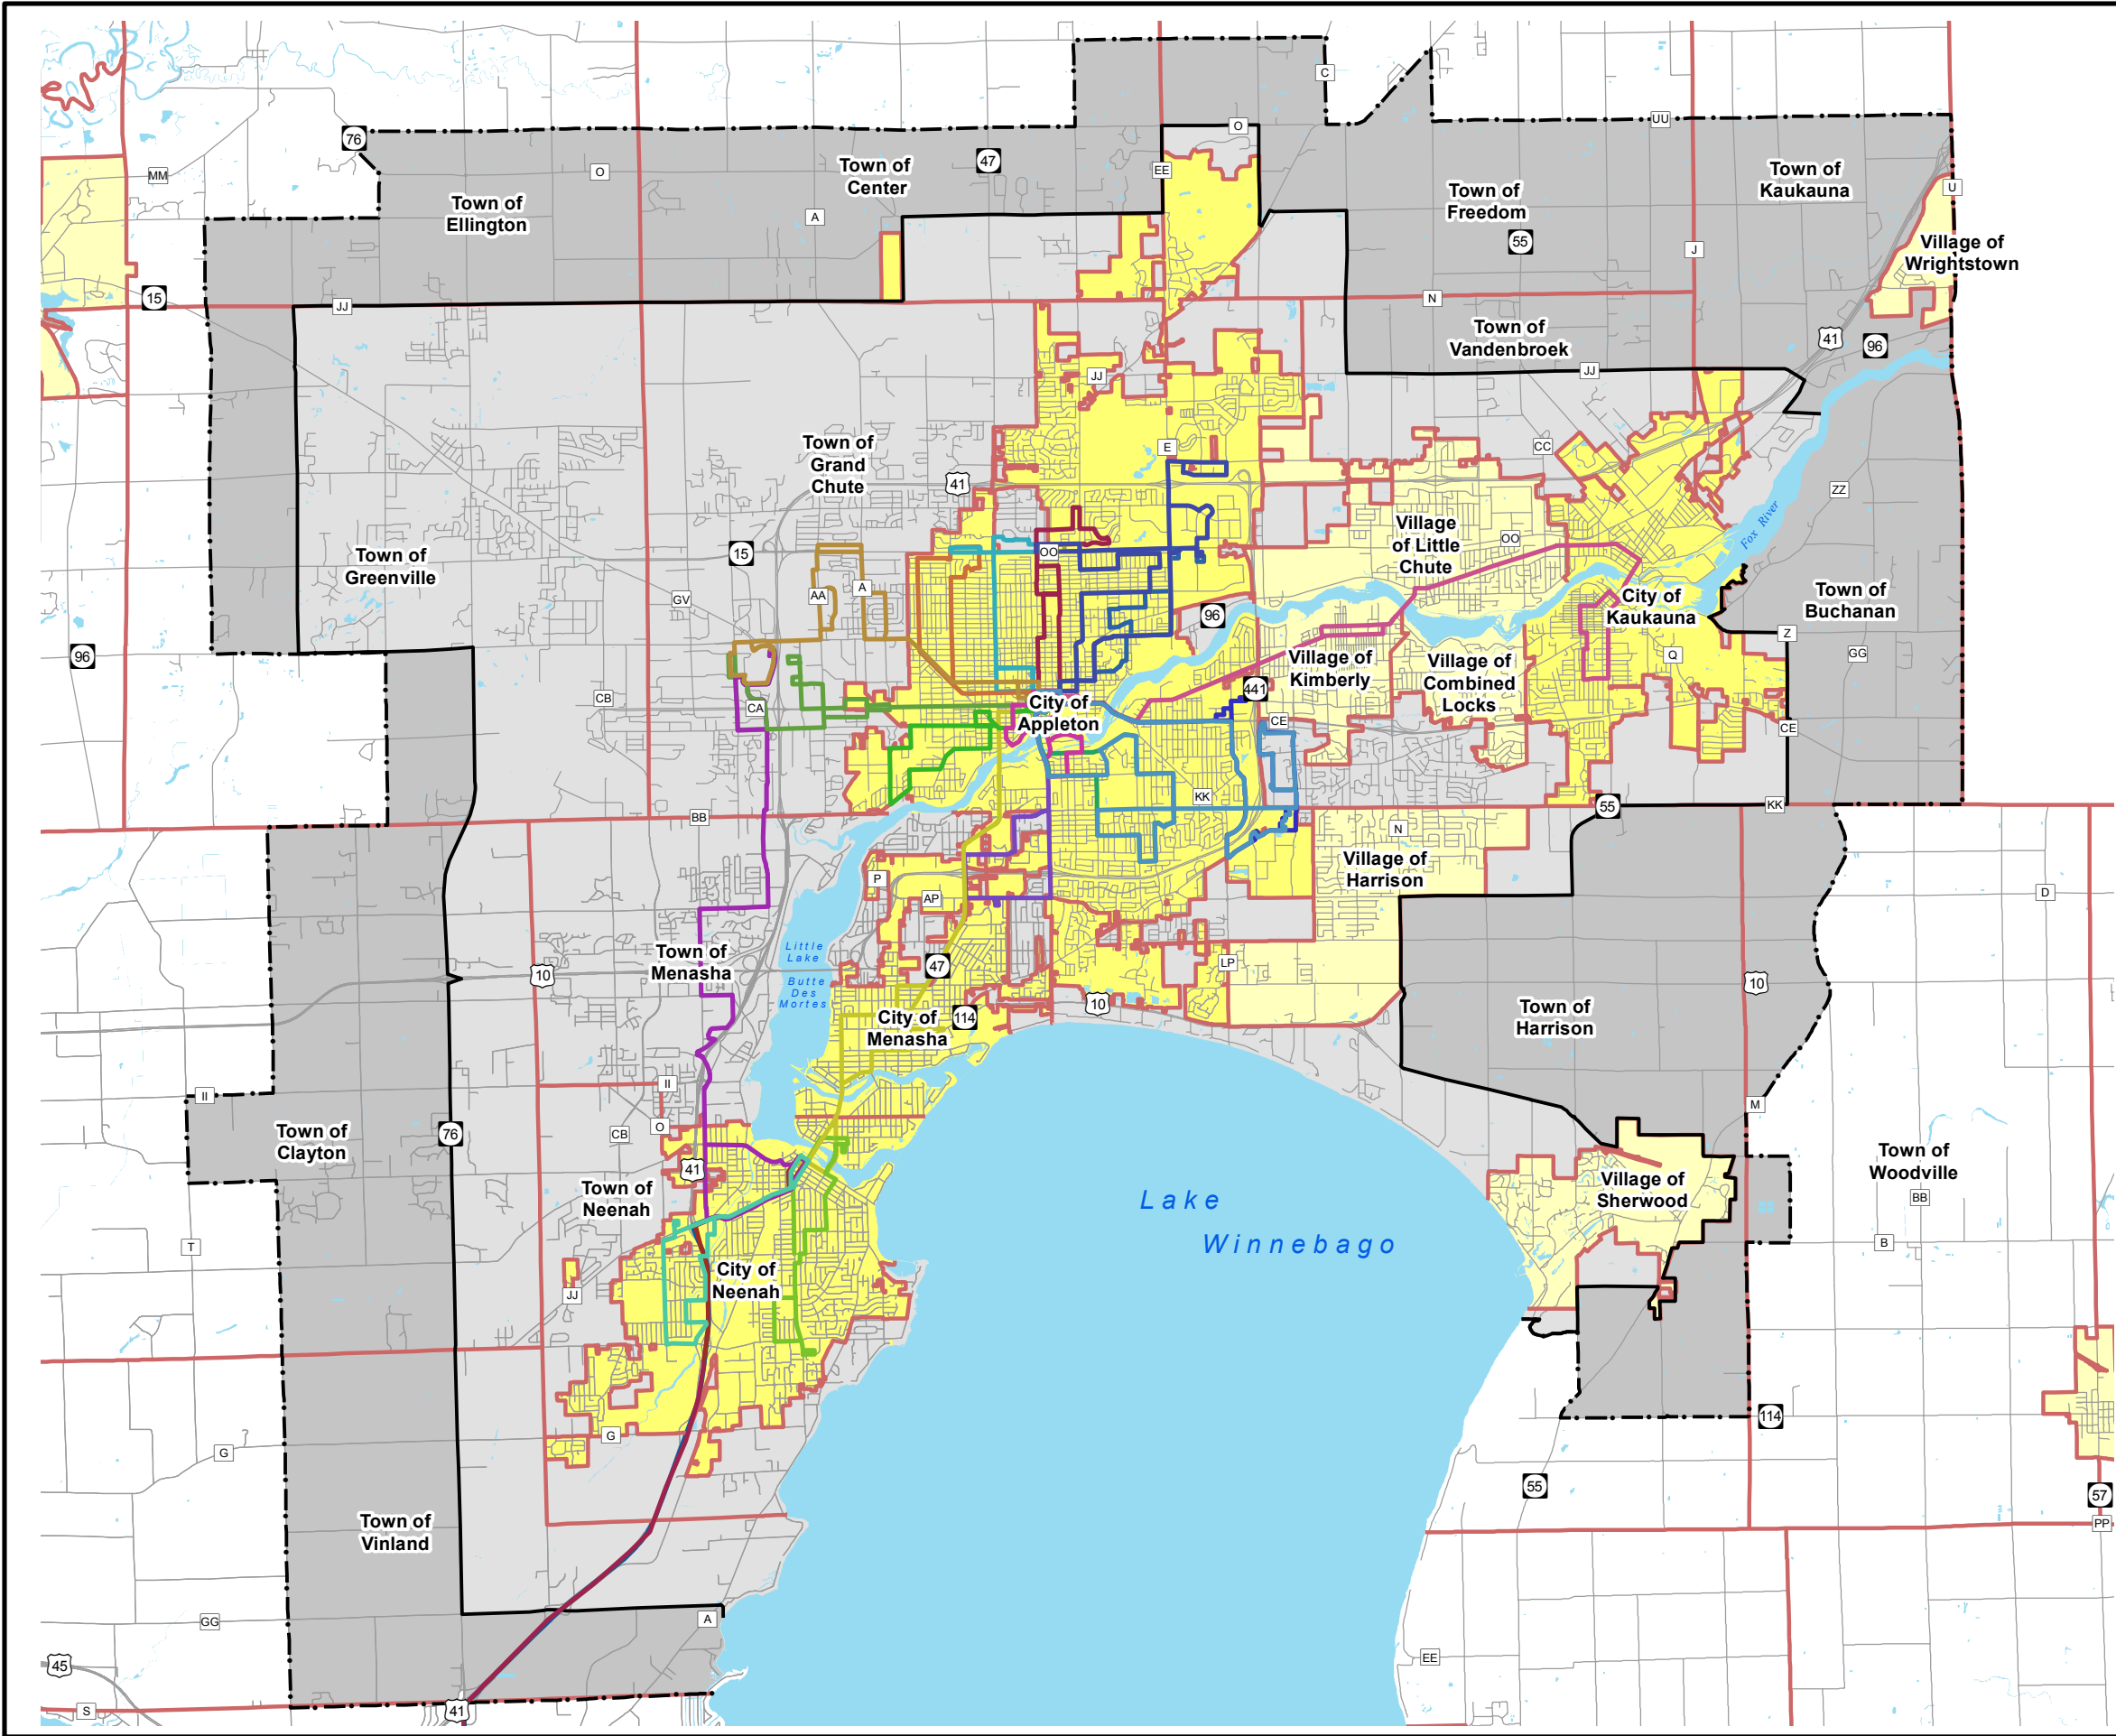 C
O
UU
76
MM
O
Town of
Center
47
EE
Town of
Freedom
Town of
Kaukauna
U
Town of
Ellington
A
55
J
Village of
Wrightstown
15
JJ
N
Town of
Vandenbroek
41
96
JJ
JJ
Town of
Grand
Chute
41
E
CC
ZZ
Village
of Little
Chute
OO
Fox River
15
OO
Town of
Greenville
GV
AA
A
96
City of
Kaukauna
Town of
Buchanan
Z
96
Village of
Kimberly
Village of
Combined
Locks
Q
GG
CB
CA
City of
Appleton
441
CE
CE
KK
55
KK
BB
N
Village of
Harrison
P
AP
D
Little
Lake
Butte
Des
Mortes
Town of
Menasha
10
47
LP
10
10
City of
Menasha
114
Town of
Harrison
II
II
M
Town of
Clayton
76
CB
O
41
Town of
Neenah
Village of
Sherwood
Town of
Woodville
BB
Lake
Winnebago
T
B
City of
Neenah
JJ
G
G
114
55
57
PP
Town of
Vinland
GG
A
45
EE
S
41